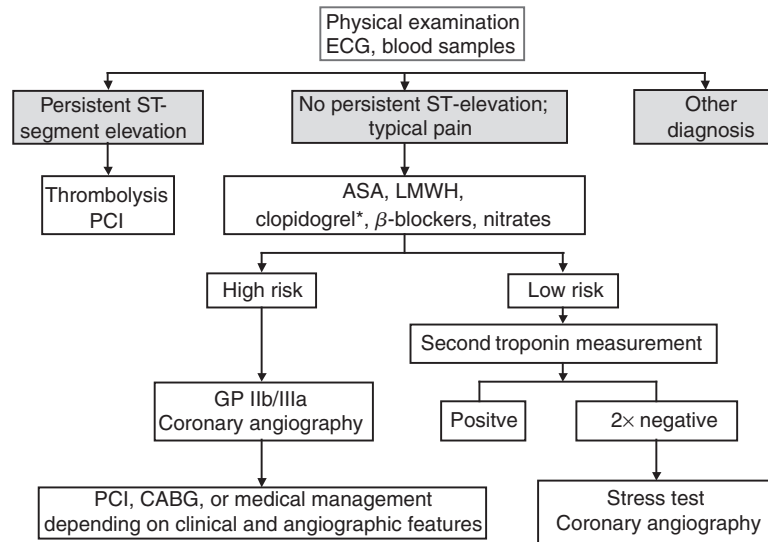 Physical examination
ECG, blood samples
Persistent ST-
segment elevation
No persistent ST-elevation;
typical pain
Other
diagnosis
Thrombolysis
PCI
ASA, LMWH,
clopidogrel*, β-blockers, nitrates
High risk
Low risk
Second troponin measurement
GP IIb/IIIa
Coronary angiography
Positve
2× negative
PCI, CABG, or medical management
depending on clinical and angiographic features
Stress test
Coronary angiography